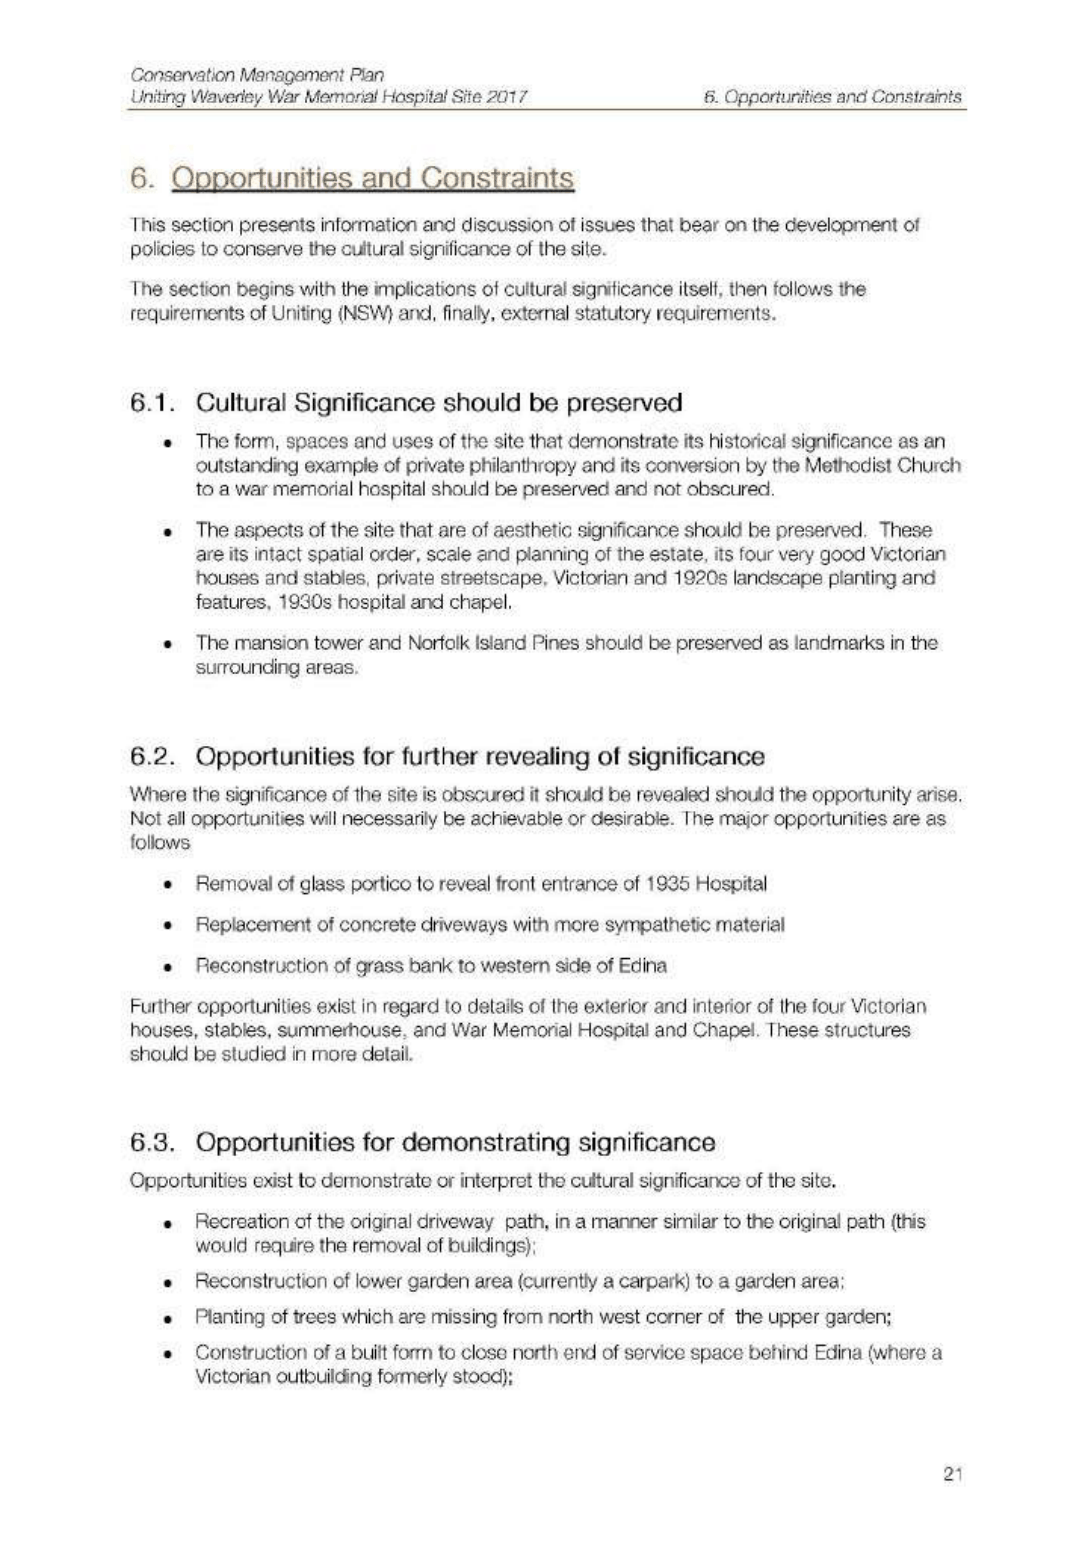 Conservation Management Plan
Uniting Waverley War Memorial Hospital Site 2017 6. Opportunities and Constraints
6. Opportunities and Constraints
This section presents information and discussion of issues that bear on the development of
policies to conserve the cultural significance of the site.
The section begins with the implications of cultural significance itself, then follows the
requirements of Uniting (NSW) and, finally, external statutory requirements.
6.1. Cultural Significance should be preserved
• The form, spaces and uses of the site that demonstrate its historical significance as an
outstanding example of private philanthropy and its conversion by the Methodist Church
to a war memorial hospital should be preserved and not obscured.
• The aspects of the site that are of aesthetic significance should be preserved. These
are its intact spatial order, scale and planning of the estate, its four very good Victorian
houses and stables, private streetscape, Victorian and 1920s landscape planting and
features, 1930s hospital and chapel.
• The mansion tower and Norfolk Island Pines should be preserved as landmarks in the
surrounding areas.
6.2. Opportunities for further revealing of significance
Where the significance of the site is obscured it should be revealed should the opportunity arise.
Not all opportunities will necessarily be achievable or desirable. The major opportunities are as
follows
• Removal of glass portico to reveal front entrance of 1935 Hospital
• Replacement of concrete driveways with more sympathetic material
• Reconstruction of grass bank to western side of Edina
Further opportunities exist in regard to details of the exterior and interior of the four Victorian
houses, stables, summerhouse, and War Memorial Hospital and Chapel. These structures
should be studied in more detail.
6.3. Opportunities for demonstrating significance
Opportunities exist to demonstrate or interpret the cultural significance of the site.
• Recreation of the original driveway path, in a manner similar to the original path (this
would require the removal of buildings);
• Reconstruction of lower garden area (currently a carpark) to a garden area;
• Planting of trees which are missing from north west corner of the upper garden;
• Construction of a built form to close north end of service space behind Edina (where a
Victorian outbuilding formerly stood);
21